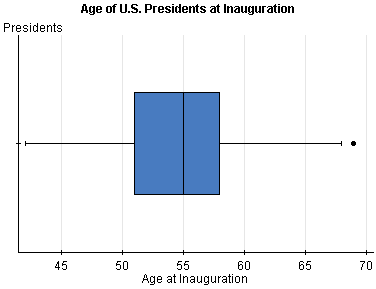 Age of U.S. Presidents at Inauguration
Presidents
45 50 55 60 65 70
Age at Inauguration